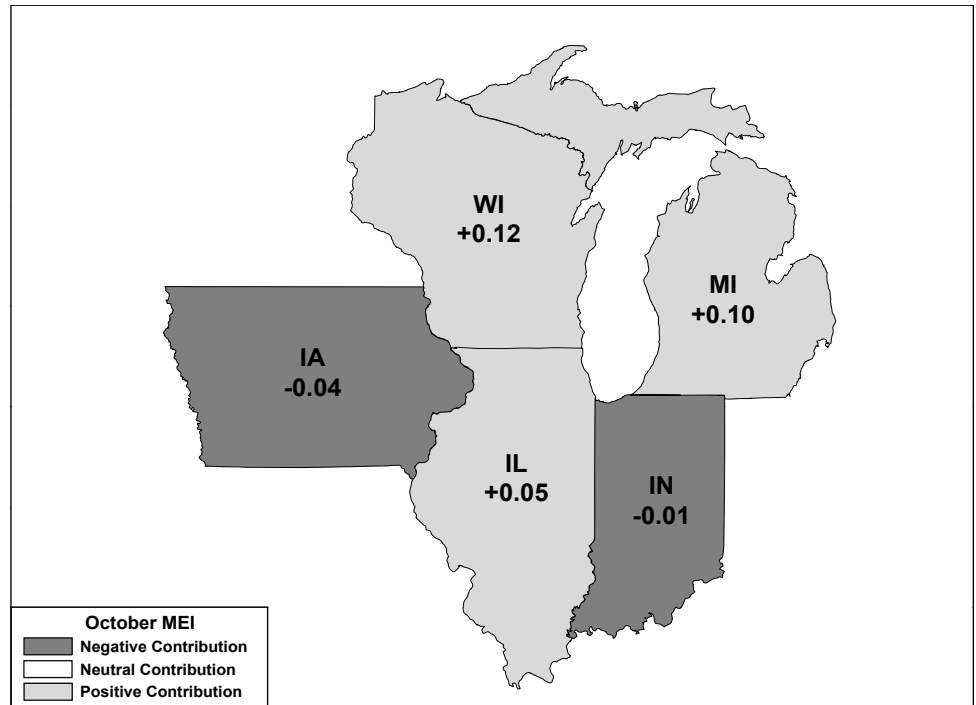 WI
+0.12
MI
+0.10
IA
-0.04
IL
+0.05
IN
-0.01
October MEI
Negative Contribution
Neutral Contribution
Positive Contribution